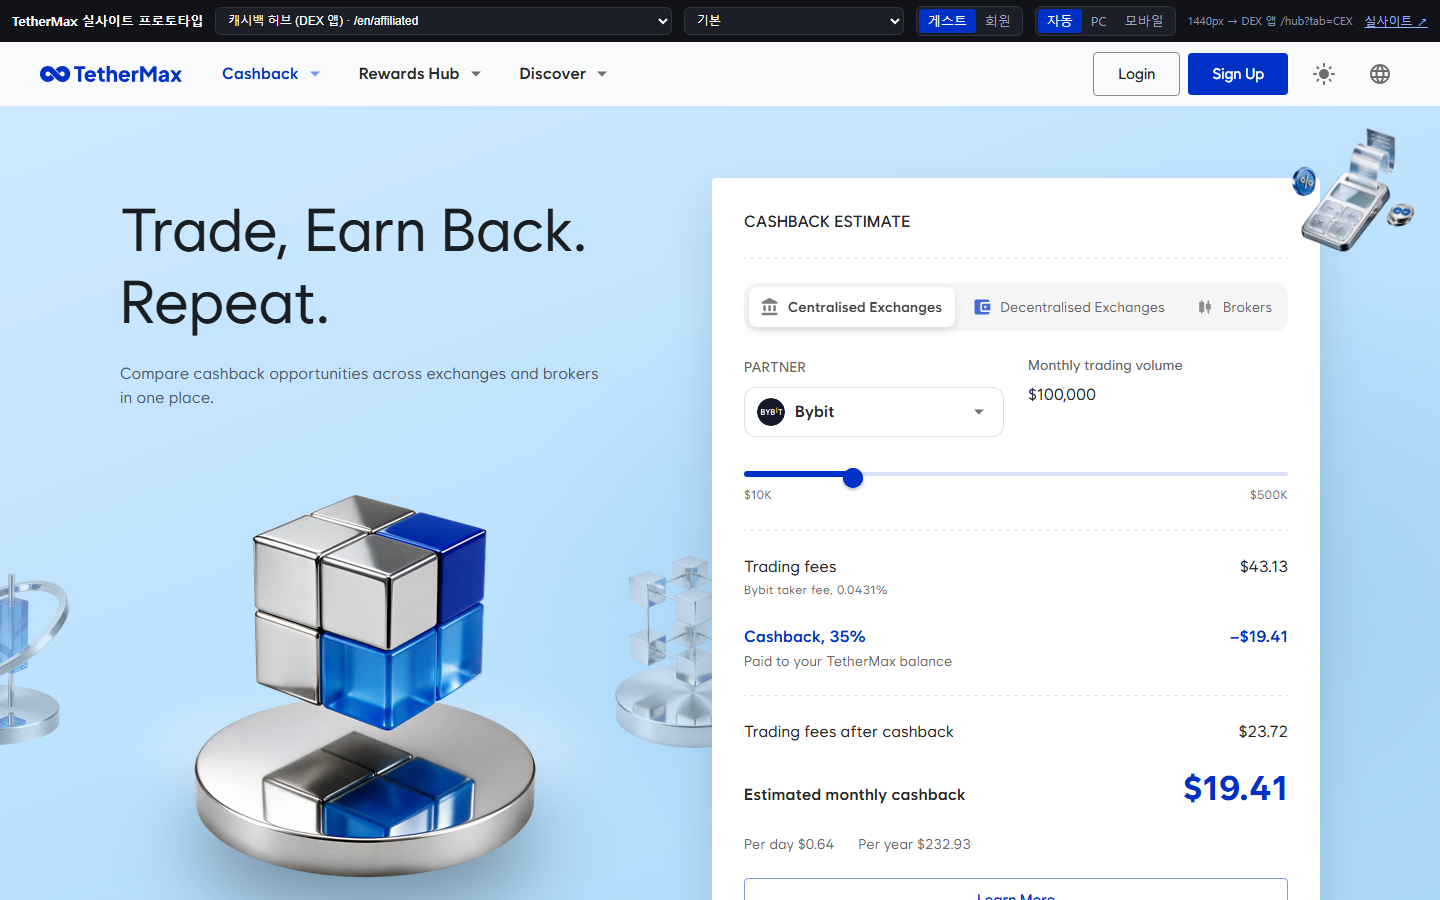 TetherMax 실사이트 프로토타입
캐시백 허브 (DEX 앱) · /en/affiliated
기본
게스트 회원
자동 PC 모바일
1440px → DEX 앱 /hub?tab=CEX
실사이트 ↗
TetherMax
Cashback
Rewards Hub
Discover
Login
Sign Up
Trade, Earn Back.
Repeat.
Compare cashback opportunities across exchanges and brokers
in one place.
CASHBACK ESTIMATE
Centralised Exchanges
Decentralised Exchanges
Brokers
PARTNER
Monthly trading volume
BYBIT
Bybit
$100,000
$10K
$500K
Trading fees
$43.13
Bybit taker fee, 0.0431%
Cashback, 35%
–$19.41
Paid to your TetherMax balance
Trading fees after cashback
$23.72
Estimated monthly cashback
$19.41
Per day $0.64
Per year $232.93
Learn More